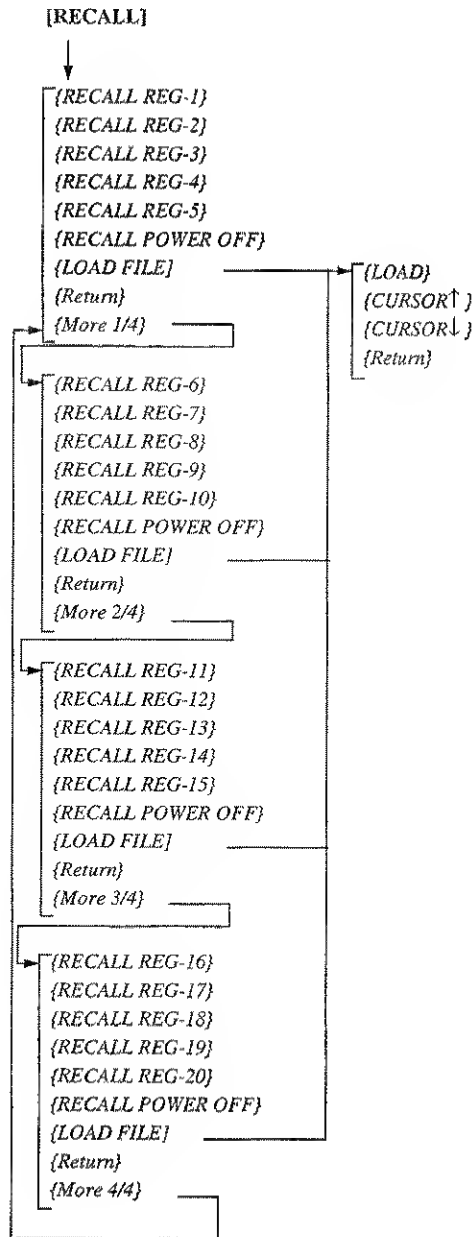 [RECALL]
{RECALL REG-1}
{RECALL REG-2}
{RECALL REG-3}
{RECALL REG-4}
{RECALL REG-5}
{RECALL POWER OFF}
{LOAD FILE]
{Return}
{More 1/4}
{LOAD}
{CURSOR↑ }
{CURSOR↓ }
{Return}
{RECALL REG-6}
{RECALL REG-7}
{RECALL REG-8}
{RECALL REG-9}
{RECALL REG-10}
{RECALL POWER OFF}
{LOAD FILE]
{Return}
{More 2/4}
{RECALL REG-11}
{RECALL REG-12}
{RECALL REG-13}
{RECALL REG-14}
{RECALL REG-15}
{RECALL POWER OFF}
{LOAD FILE]
{Return}
{More 3/4}
{RECALL REG-16}
{RECALL REG-17}
{RECALL REG-18}
{RECALL REG-19}
{RECALL REG-20}
{RECALL POWER OFF}
{LOAD FILE]
{Return}
{More 4/4}